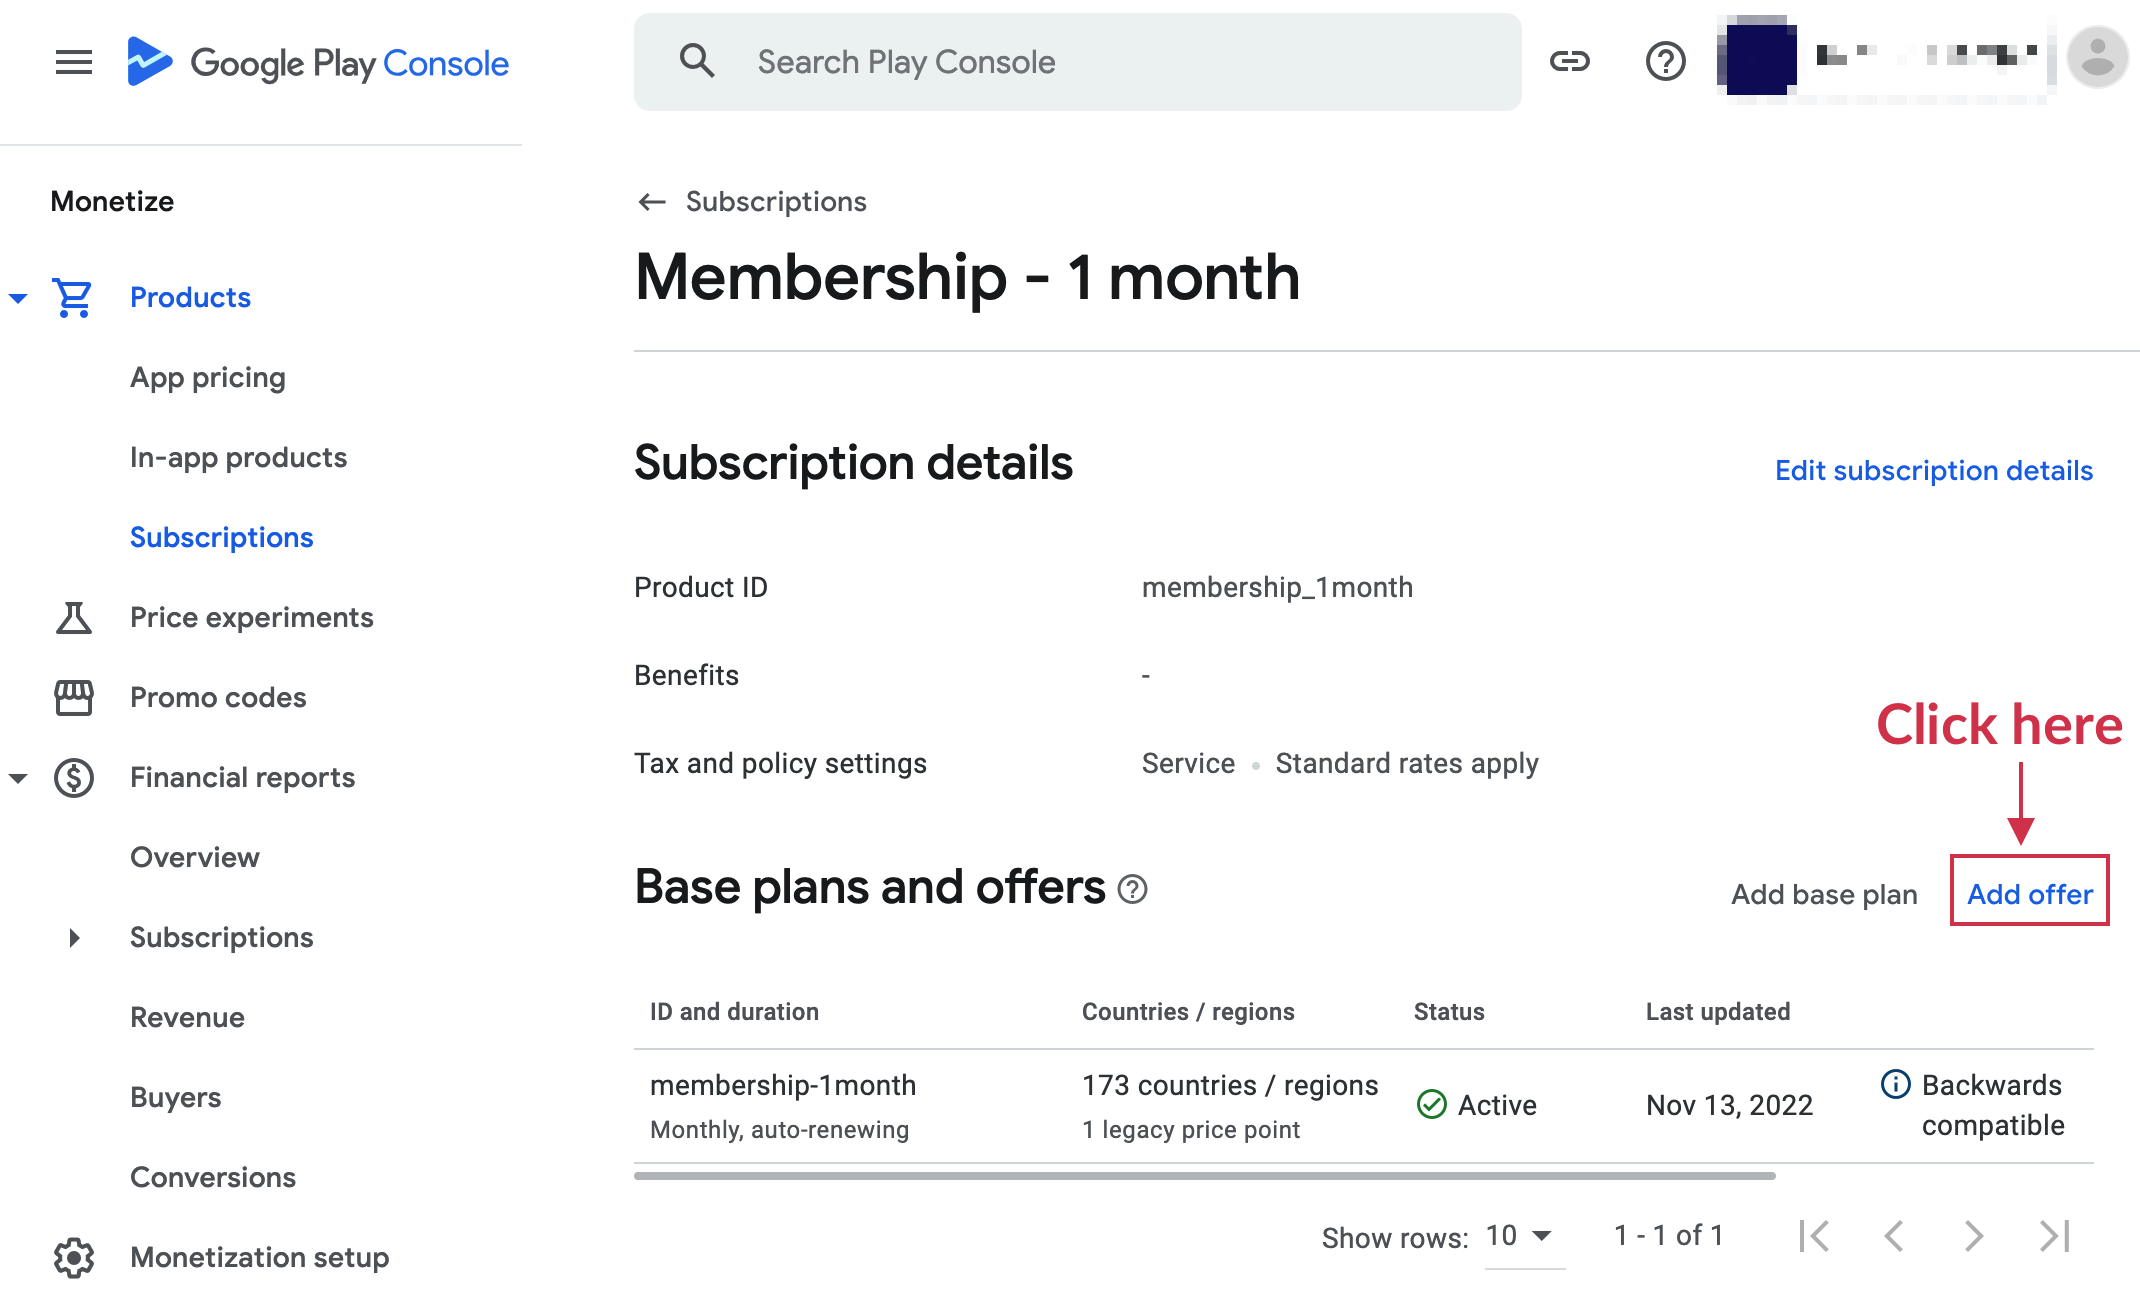 Google Play Console
Search Play Console
Monetize
Products
App pricing
In-app products
Subscriptions
Price experiments
Promo codes
Financial reports
Overview
Subscriptions
Revenue
Buyers
Conversions
Monetization setup
Subscriptions
Membership - 1 month
Subscription details
Edit subscription details
Product ID membership_1month
Benefits -
Tax and policy settings Service • Standard rates apply
Click here
Base plans and offers
Add base plan Add offer
ID and duration Countries / regions Status Last updated
membership-1month 173 countries / regions Active Nov 13, 2022 Backwards
Monthly, auto-renewing 1 legacy price point compatible
Show rows: 10 1 - 1 of 1